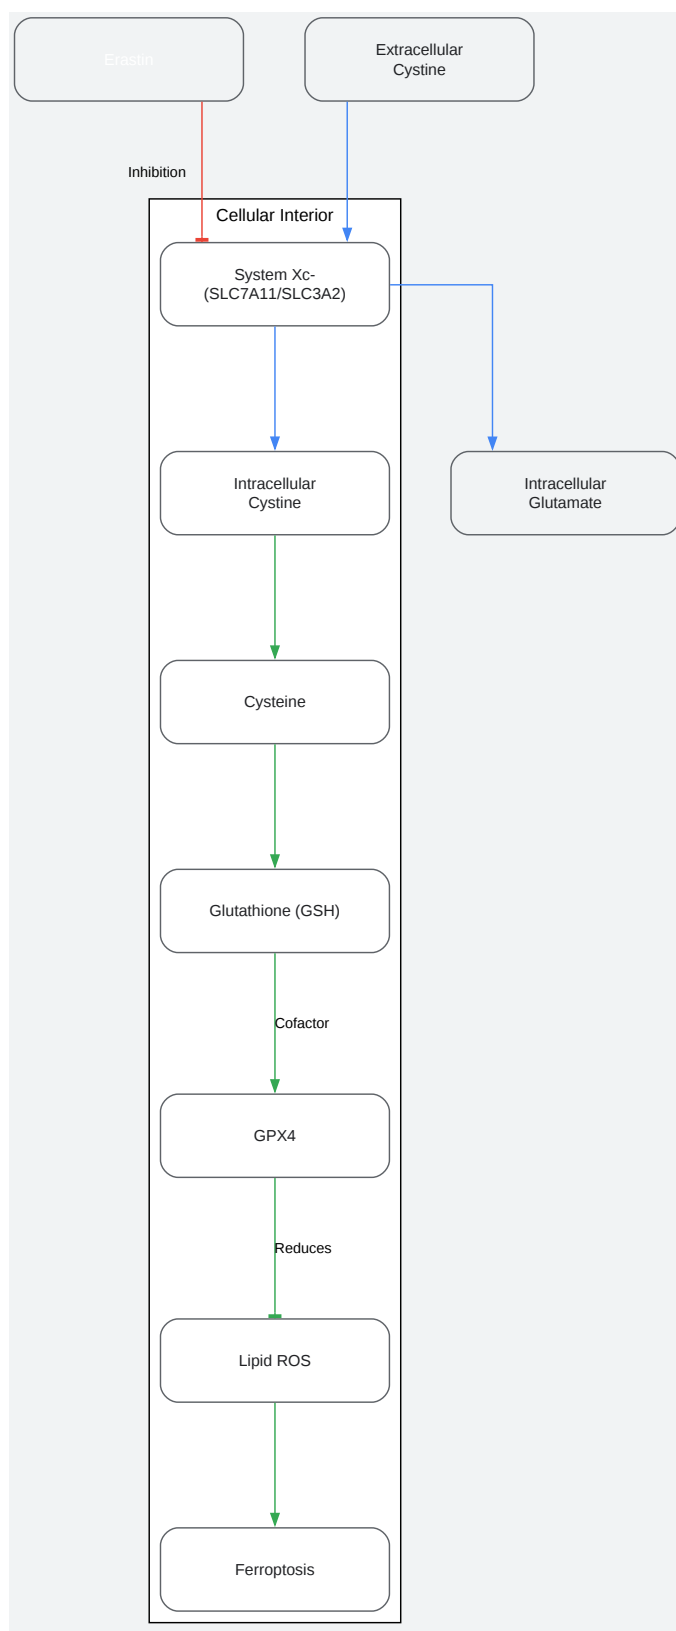 Erastin
Extracellular
Cystine
Inhibition
Cellular Interior
System Xc-
(SLC7A11/SLC3A2)
Intracellular
Cystine
Intracellular
Glutamate
Cysteine
Glutathione (GSH)
Cofactor
GPX4
Reduces
Lipid ROS
Ferroptosis